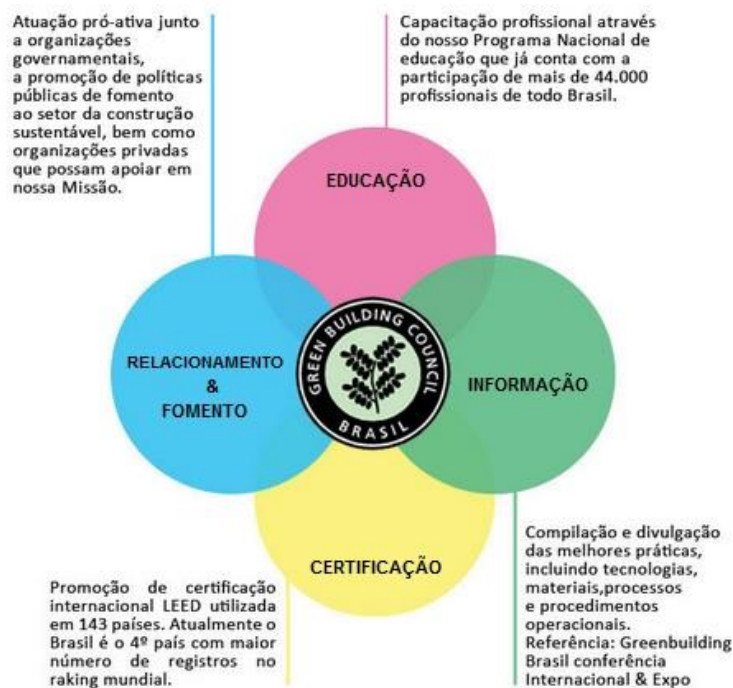 Atuação pró-ativa junto
a organizações
governamentais,
a promoção de políticas
públicas de fomento
ao setor da construção
sustentável, bem como
organizações privadas
que possam apoiar em
nossa Missão.
Capacitação profissional através
do nosso Programa Nacional de
educação que já conta com a
participação de mais de 44.000
profissionais de todo Brasil.
EDUCAÇÃO
RELACIONAMENTO
&
FOMENTO
GREEN BUILDING COUNCIL
BRASIL
INFORMAÇÃO
CERTIFICAÇÃO
Promoção de certificação
internacional LEED utilizada
em 143 países. Atualmente o
Brasil é o 4º país com maior
número de registros no
raking mundial.
Compilação e divulgação
das melhores práticas,
incluindo tecnologias,
materiais,processos
e procedimentos
operacionais.
Referência: Greenbuilding
Brasil conferência
Internacional & Expo